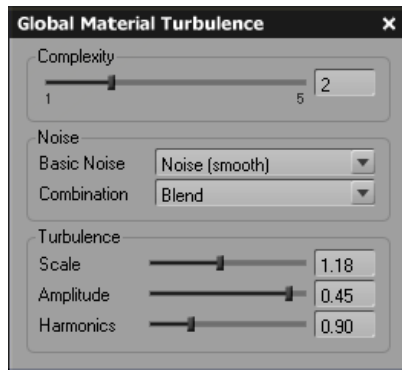 Global Material Turbulence
Complexity
2
1 5
Noise
Basic Noise Noise (smooth)
Combination Blend
Turbulence
Scale 1.18
Amplitude 0.45
Harmonics 0.90